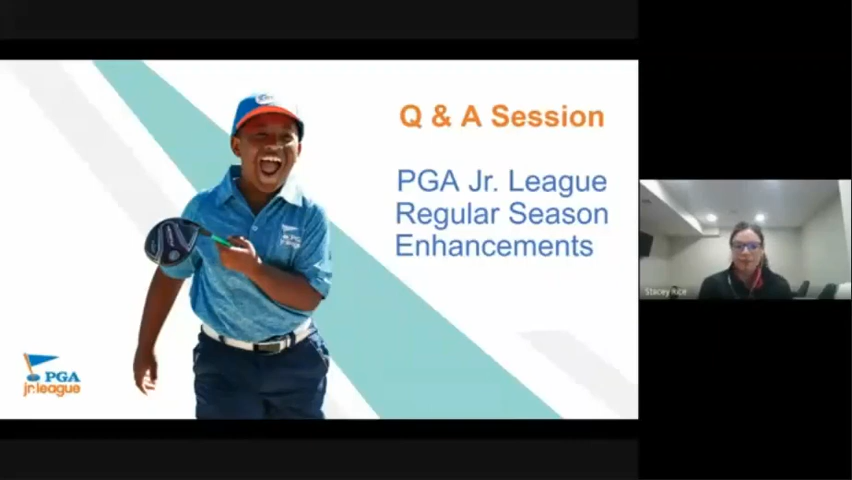 Q & A Session
PGA Jr. League
Regular Season
Enhancements
PGA
jr.league
Stacey Rice